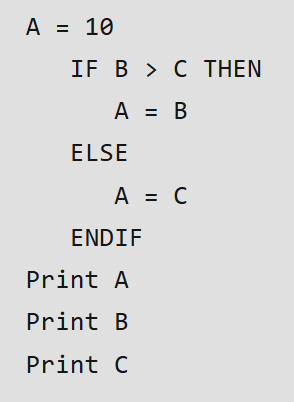 A = 10
IF B > C THEN
A = B
ELSE
A = C
ENDIF
Print A
Print B
Print C